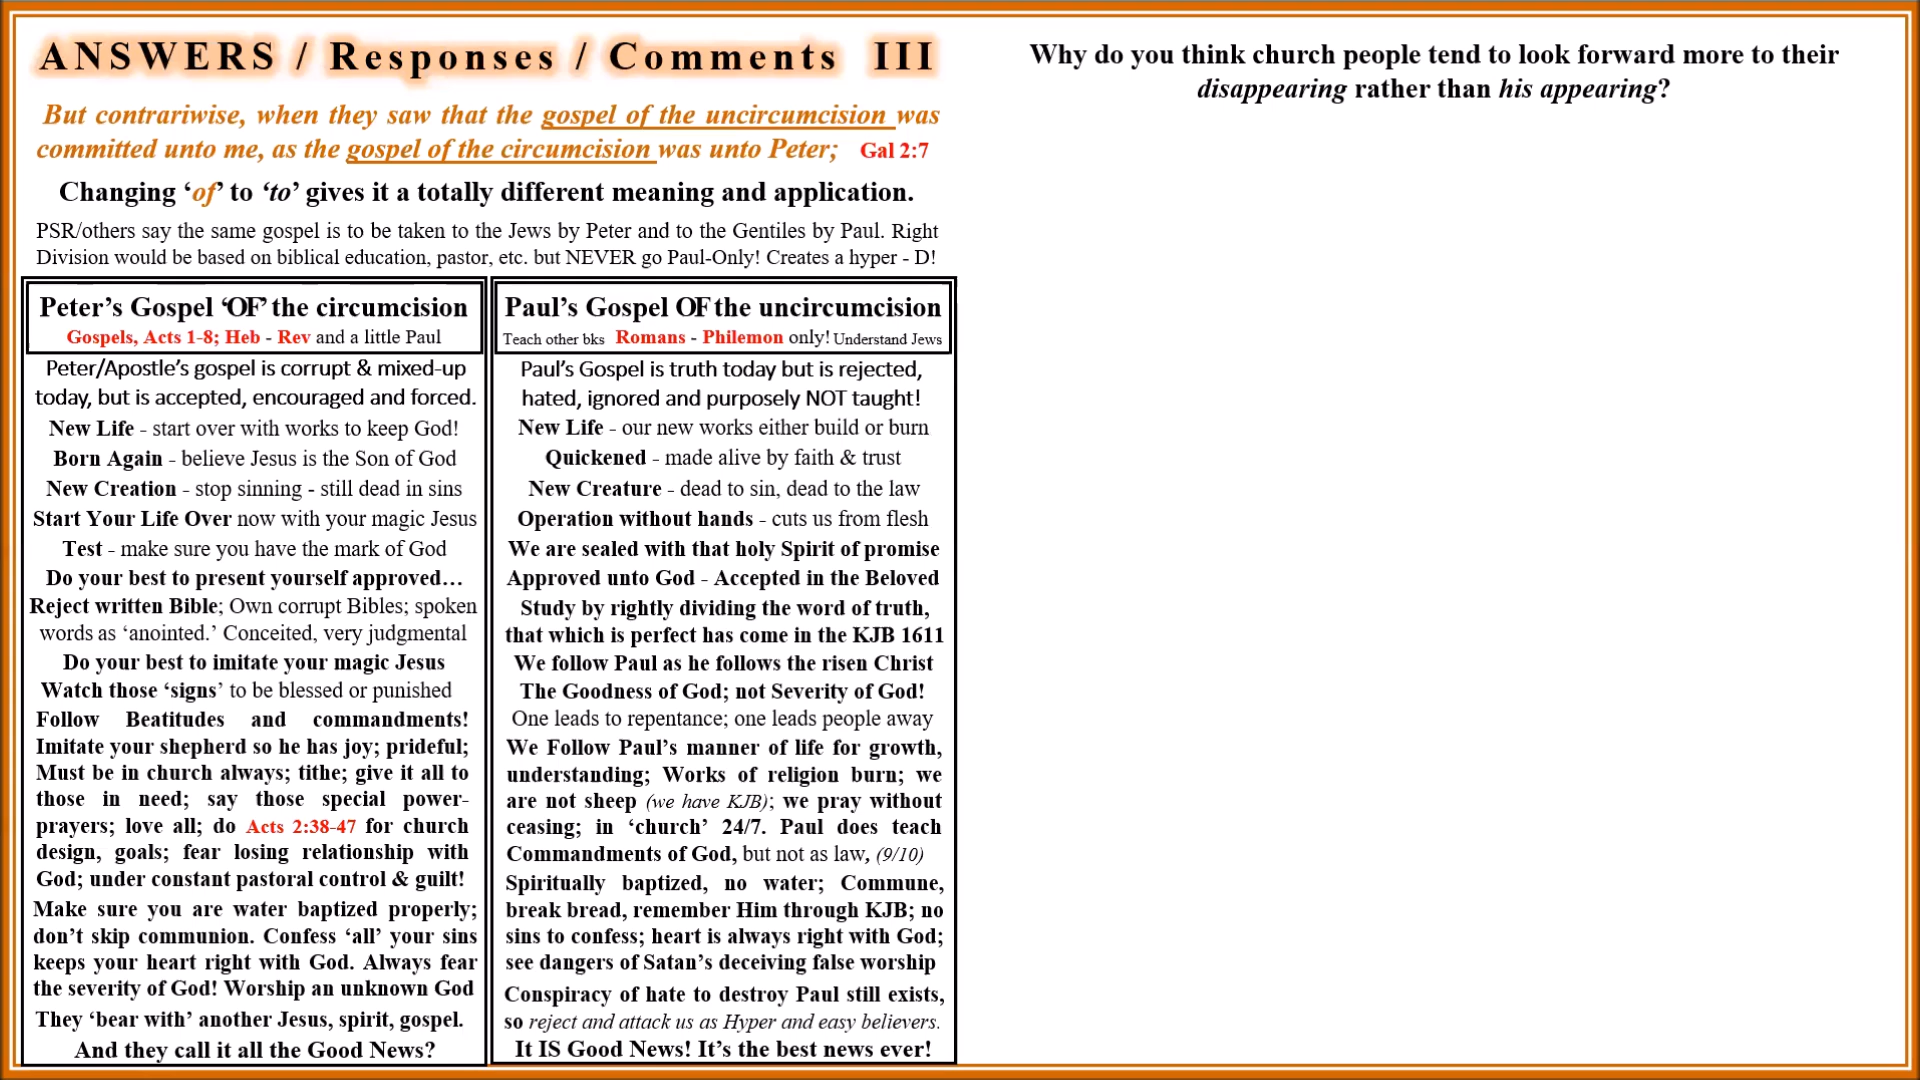 ANSWERS / Responses / Comments III
But contrariwise, when they saw that the gospel of the uncircumcision was
committed unto me, as the gospel of the circumcision was unto Peter; Gal 2:7
Changing ‘of’ to ‘to’ gives it a totally different meaning and application.
PSR/others say the same gospel is to be taken to the Jews by Peter and to the Gentiles by Paul. Right
Division would be based on biblical education, pastor, etc. but NEVER go Paul-Only! Creates a hyper - D!
Peter’s Gospel ‘OF’ the circumcision
Gospels, Acts 1-8; Heb - Rev and a little Paul
Peter/Apostle’s gospel is corrupt & mixed-up
today, but is accepted, encouraged and forced.
New Life - start over with works to keep God!
Born Again - believe Jesus is the Son of God
New Creation - stop sinning - still dead in sins
Start Your Life Over now with your magic Jesus
Test - make sure you have the mark of God
Do your best to present yourself approved…
Reject written Bible; Own corrupt Bibles; spoken
words as ‘anointed.’ Conceited, very judgmental
Do your best to imitate your magic Jesus
Watch those ‘signs’ to be blessed or punished
Follow Beatitudes and commandments!
Imitate your shepherd so he has joy; prideful;
Must be in church always; tithe; give it all to
those in need; say those special power-
prayers; love all; do Acts 2:38-47 for church
design, goals; fear losing relationship with
God; under constant pastoral control & guilt!
Make sure you are water baptized properly;
don’t skip communion. Confess ‘all’ your sins
keeps your heart right with God. Always fear
the severity of God! Worship an unknown God
They ‘bear with’ another Jesus, spirit, gospel.
And they call it all the Good News?
Paul’s Gospel OF the uncircumcision
Teach other bks Romans - Philemon only! Understand Jews
Paul’s Gospel is truth today but is rejected,
hated, ignored and purposely NOT taught!
New Life - our new works either build or burn
Quickened - made alive by faith & trust
New Creature - dead to sin, dead to the law
Operation without hands - cuts us from flesh
We are sealed with that holy Spirit of promise
Approved unto God - Accepted in the Beloved
Study by rightly dividing the word of truth,
that which is perfect has come in the KJB 1611
We follow Paul as he follows the risen Christ
The Goodness of God; not Severity of God!
One leads to repentance; one leads people away
We Follow Paul’s manner of life for growth,
understanding; Works of religion burn; we
are not sheep (we have KJB); we pray without
ceasing; in ‘church’ 24/7. Paul does teach
Commandments of God, but not as law, (9/10)
Spiritually baptized, no water; Commune,
break bread, remember Him through KJB; no
sins to confess; heart is always right with God;
see dangers of Satan’s deceiving false worship
Conspiracy of hate to destroy Paul still exists,
so reject and attack us as Hyper and easy believers.
It IS Good News! It’s the best news ever!
Why do you think church people tend to look forward more to their
disappearing rather than his appearing?